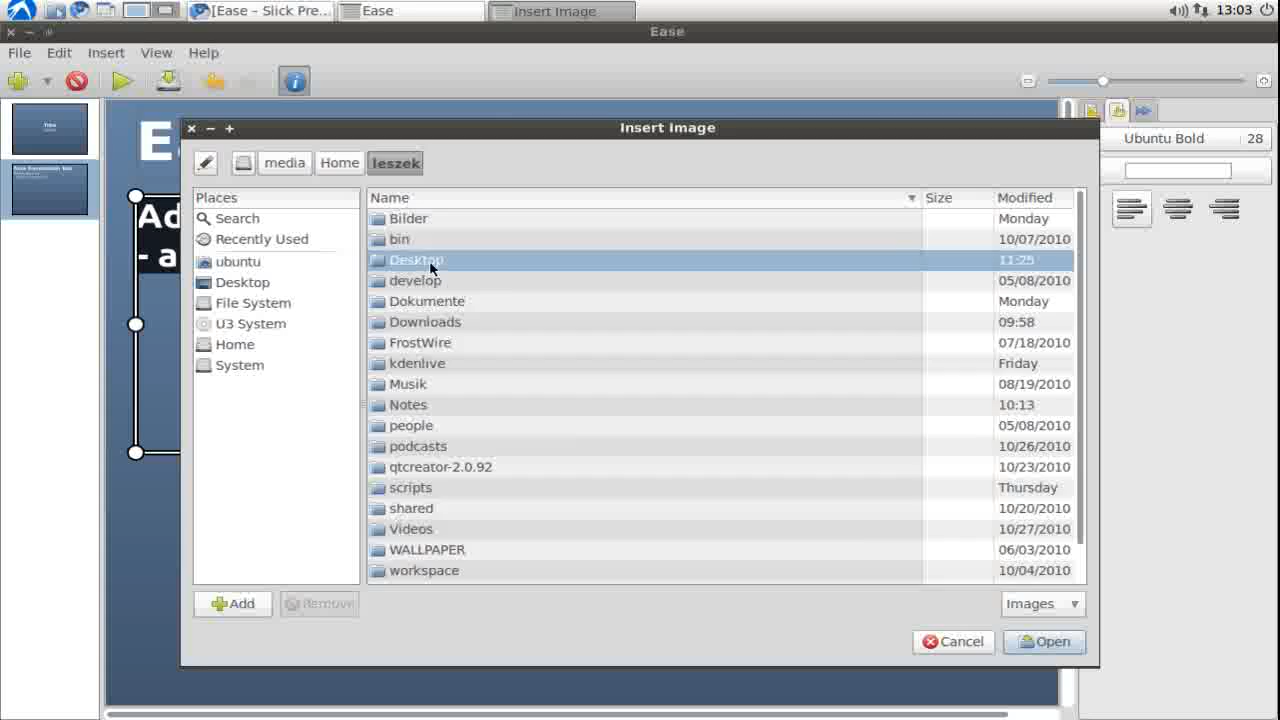 [Ease – Slick Pre... Ease Insert Image 13:03
Ease
File Edit Insert View Help
Insert Image
Ubuntu Bold 28
media Home leszek
Places
Search
Recently Used
ubuntu
Desktop
File System
U3 System
Home
System
Name Size Modified
Bilder Monday
bin 10/07/2010
Desktop 11:25
develop 05/08/2010
Dokumente Monday
Downloads 09:58
FrostWire 07/18/2010
kdenlive Friday
Musik 08/19/2010
Notes 10:13
people 05/08/2010
podcasts 10/26/2010
qtcreator-2.0.92 10/23/2010
scripts Thursday
shared 10/20/2010
Videos 10/27/2010
WALLPAPER 06/03/2010
workspace 10/04/2010
Add Remove Images
Cancel Open
E
Ad
- a
Title